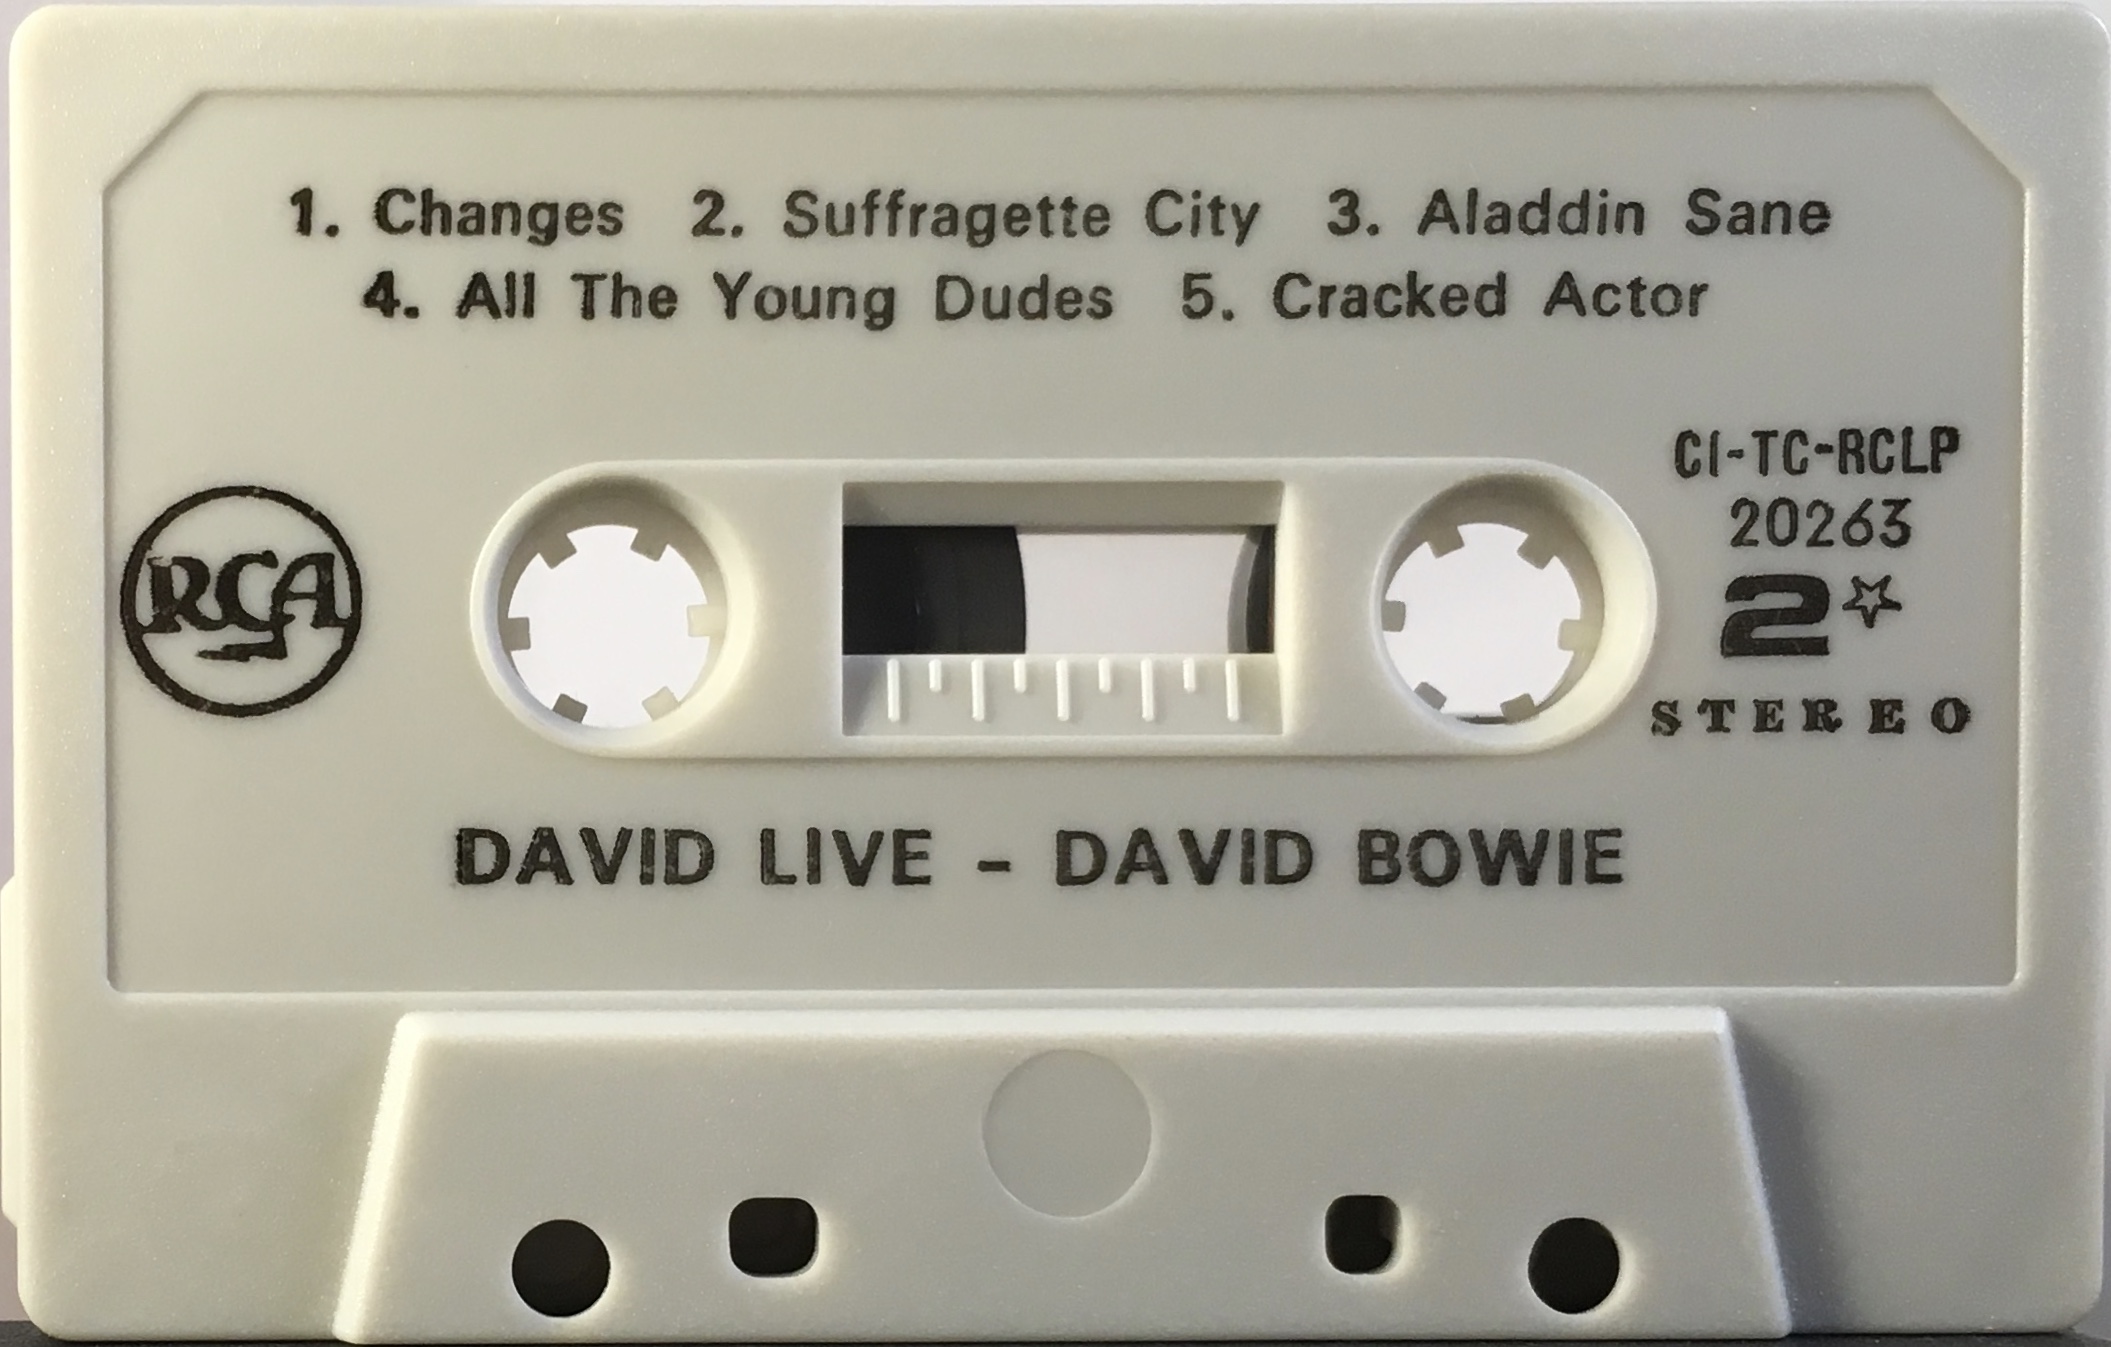 1. Changes 2. Suffragette City 3. Aladdin Sane
4. All The Young Dudes 5. Cracked Actor
RCA
CI-TC-RCLP
20263
2
STEREO
DAVID LIVE - DAVID BOWIE